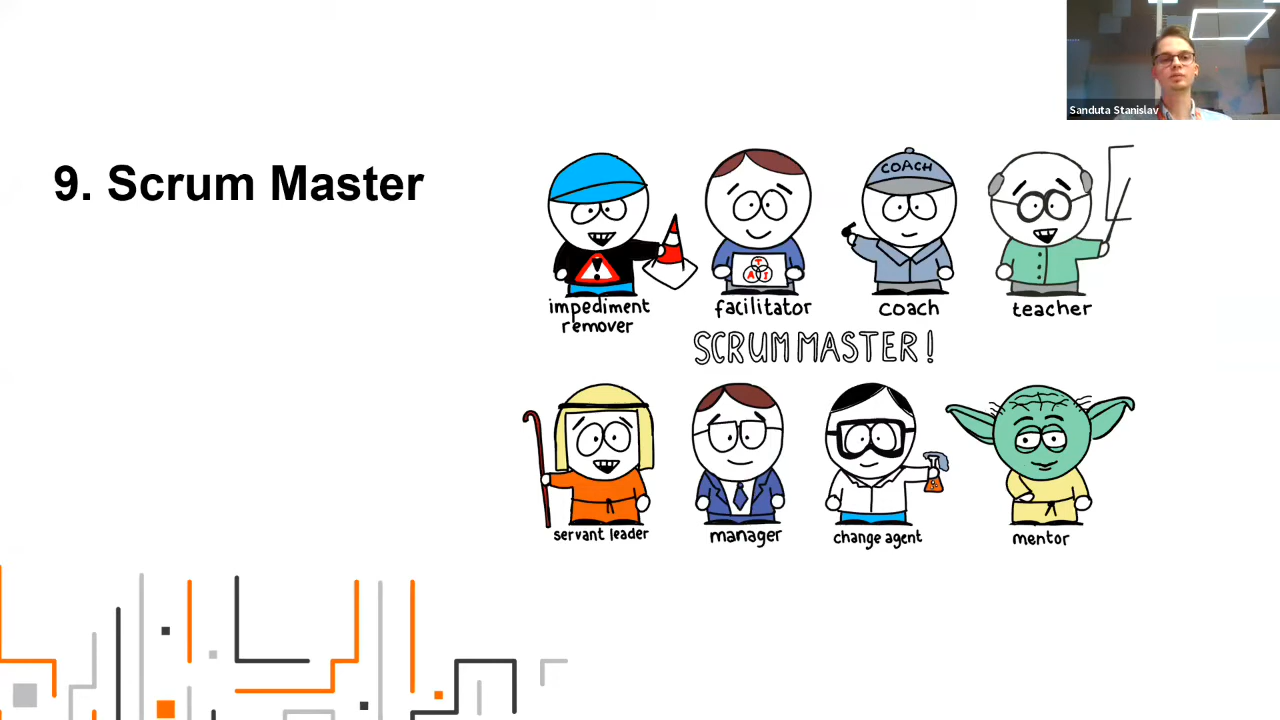 Sanduta Stanislav
9. Scrum Master
COACH
T
A I
impediment
remover
facilitator
coach
teacher
SCRUM MASTER!
servant leader
manager
change agent
mentor